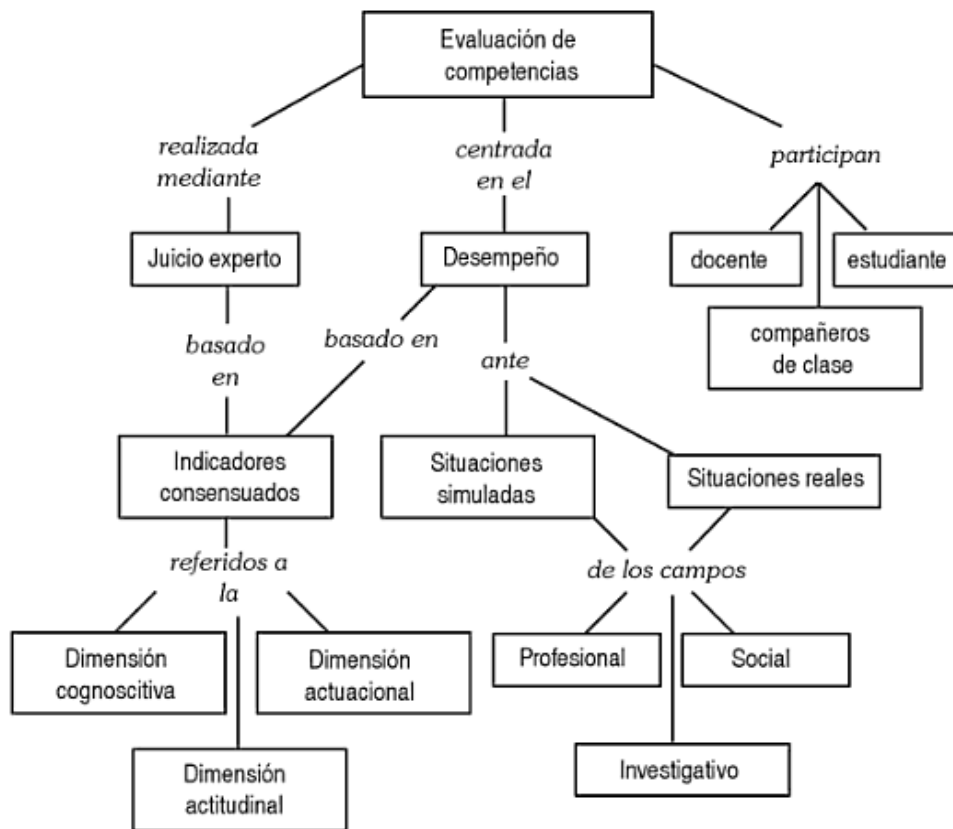 Evaluación de
competencias
realizada
mediante
centrada
en el
participan
Juicio experto
Desempeño
docente
estudiante
compañeros
de clase
basado
en
basado en
ante
Indicadores
consensuados
Situaciones
simuladas
Situaciones reales
referidos a
la
de los campos
Dimensión
cognoscitiva
Dimensión
actuacional
Profesional
Social
Dimensión
actitudinal
Investigativo